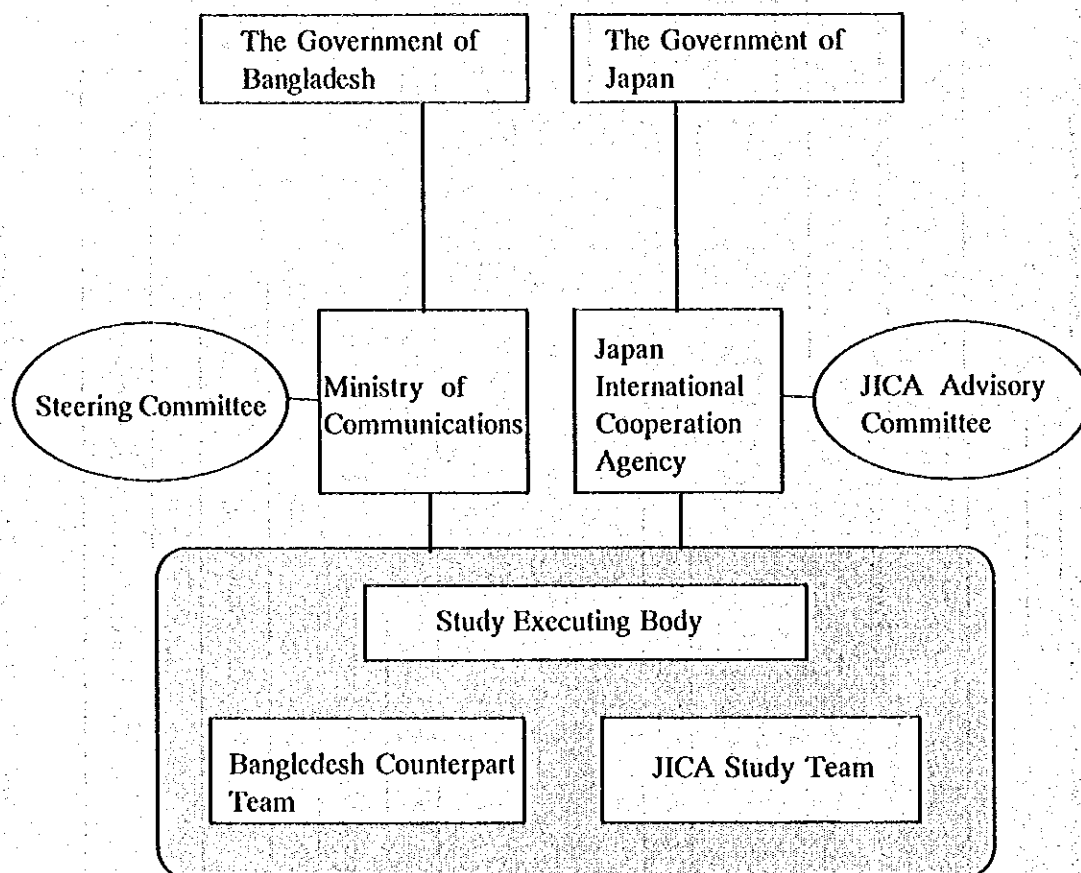 The Government of
Bangladesh
The Government of
Japan
Steering Committee
Ministry of
Communications
Japan
International
Cooperation
Agency
JICA Advisory
Committee
Study Executing Body
Bangledesh Counterpart
Team
JICA Study Team